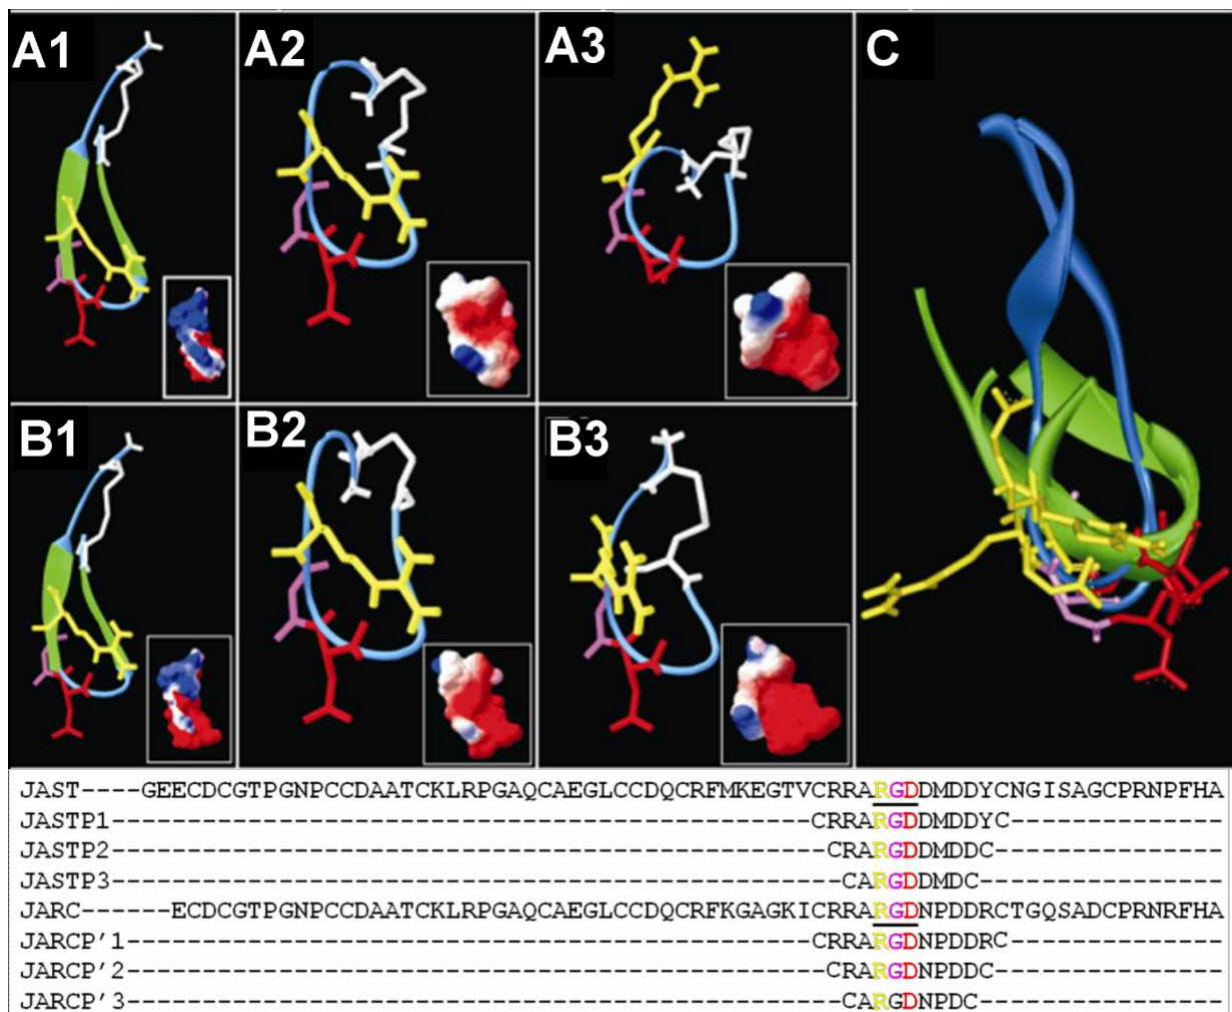 A1 A2 A3 C
B1 B2 B3
JAST----GEECDCGTPGNPCCDAATCKLRPGAQCAEGLCCDQCRFMKEGTVCRRARGDDMDDYCNGISAGCPRNPFHA
JASTP1----------------------------------------------CRRARGDDMDDYC--------------
JASTP2-----------------------------------------------CRARGDDMDDC---------------
JASTP3------------------------------------------------CARGDDMDC----------------
JARC------ECDCGTPGNPCCDAATCKLRPGAQCAEGLCCDQCRFKGAGKICRRARGDNPDDRCTGQSADCPRNRFHA
JARCP'1---------------------------------------------CRRARGDNPDDRC--------------
JARCP'2----------------------------------------------CRARGDNPDDC---------------
JARCP'3-----------------------------------------------CARGDNPDC----------------